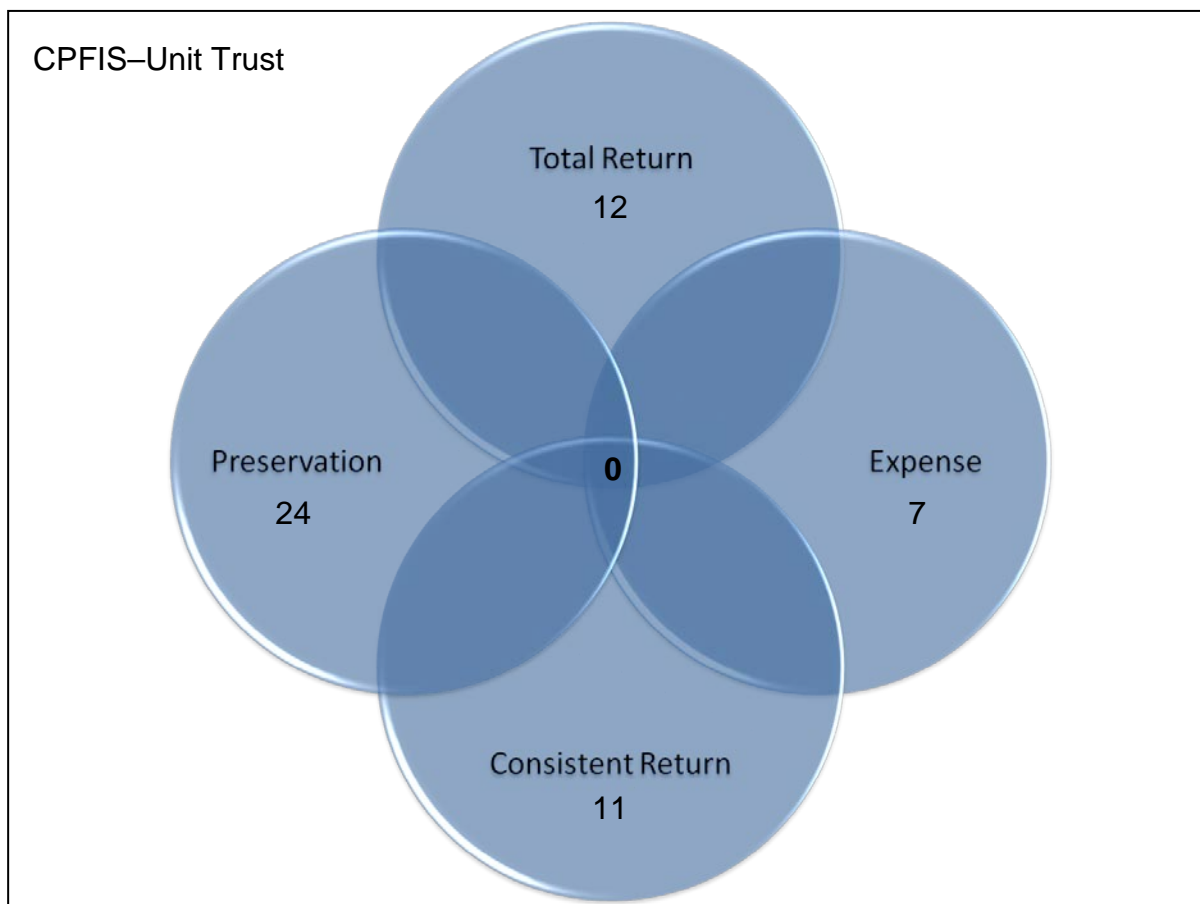 CPFIS–Unit Trust
Total Return
12
Preservation
24
0
Expense
7
Consistent Return
11